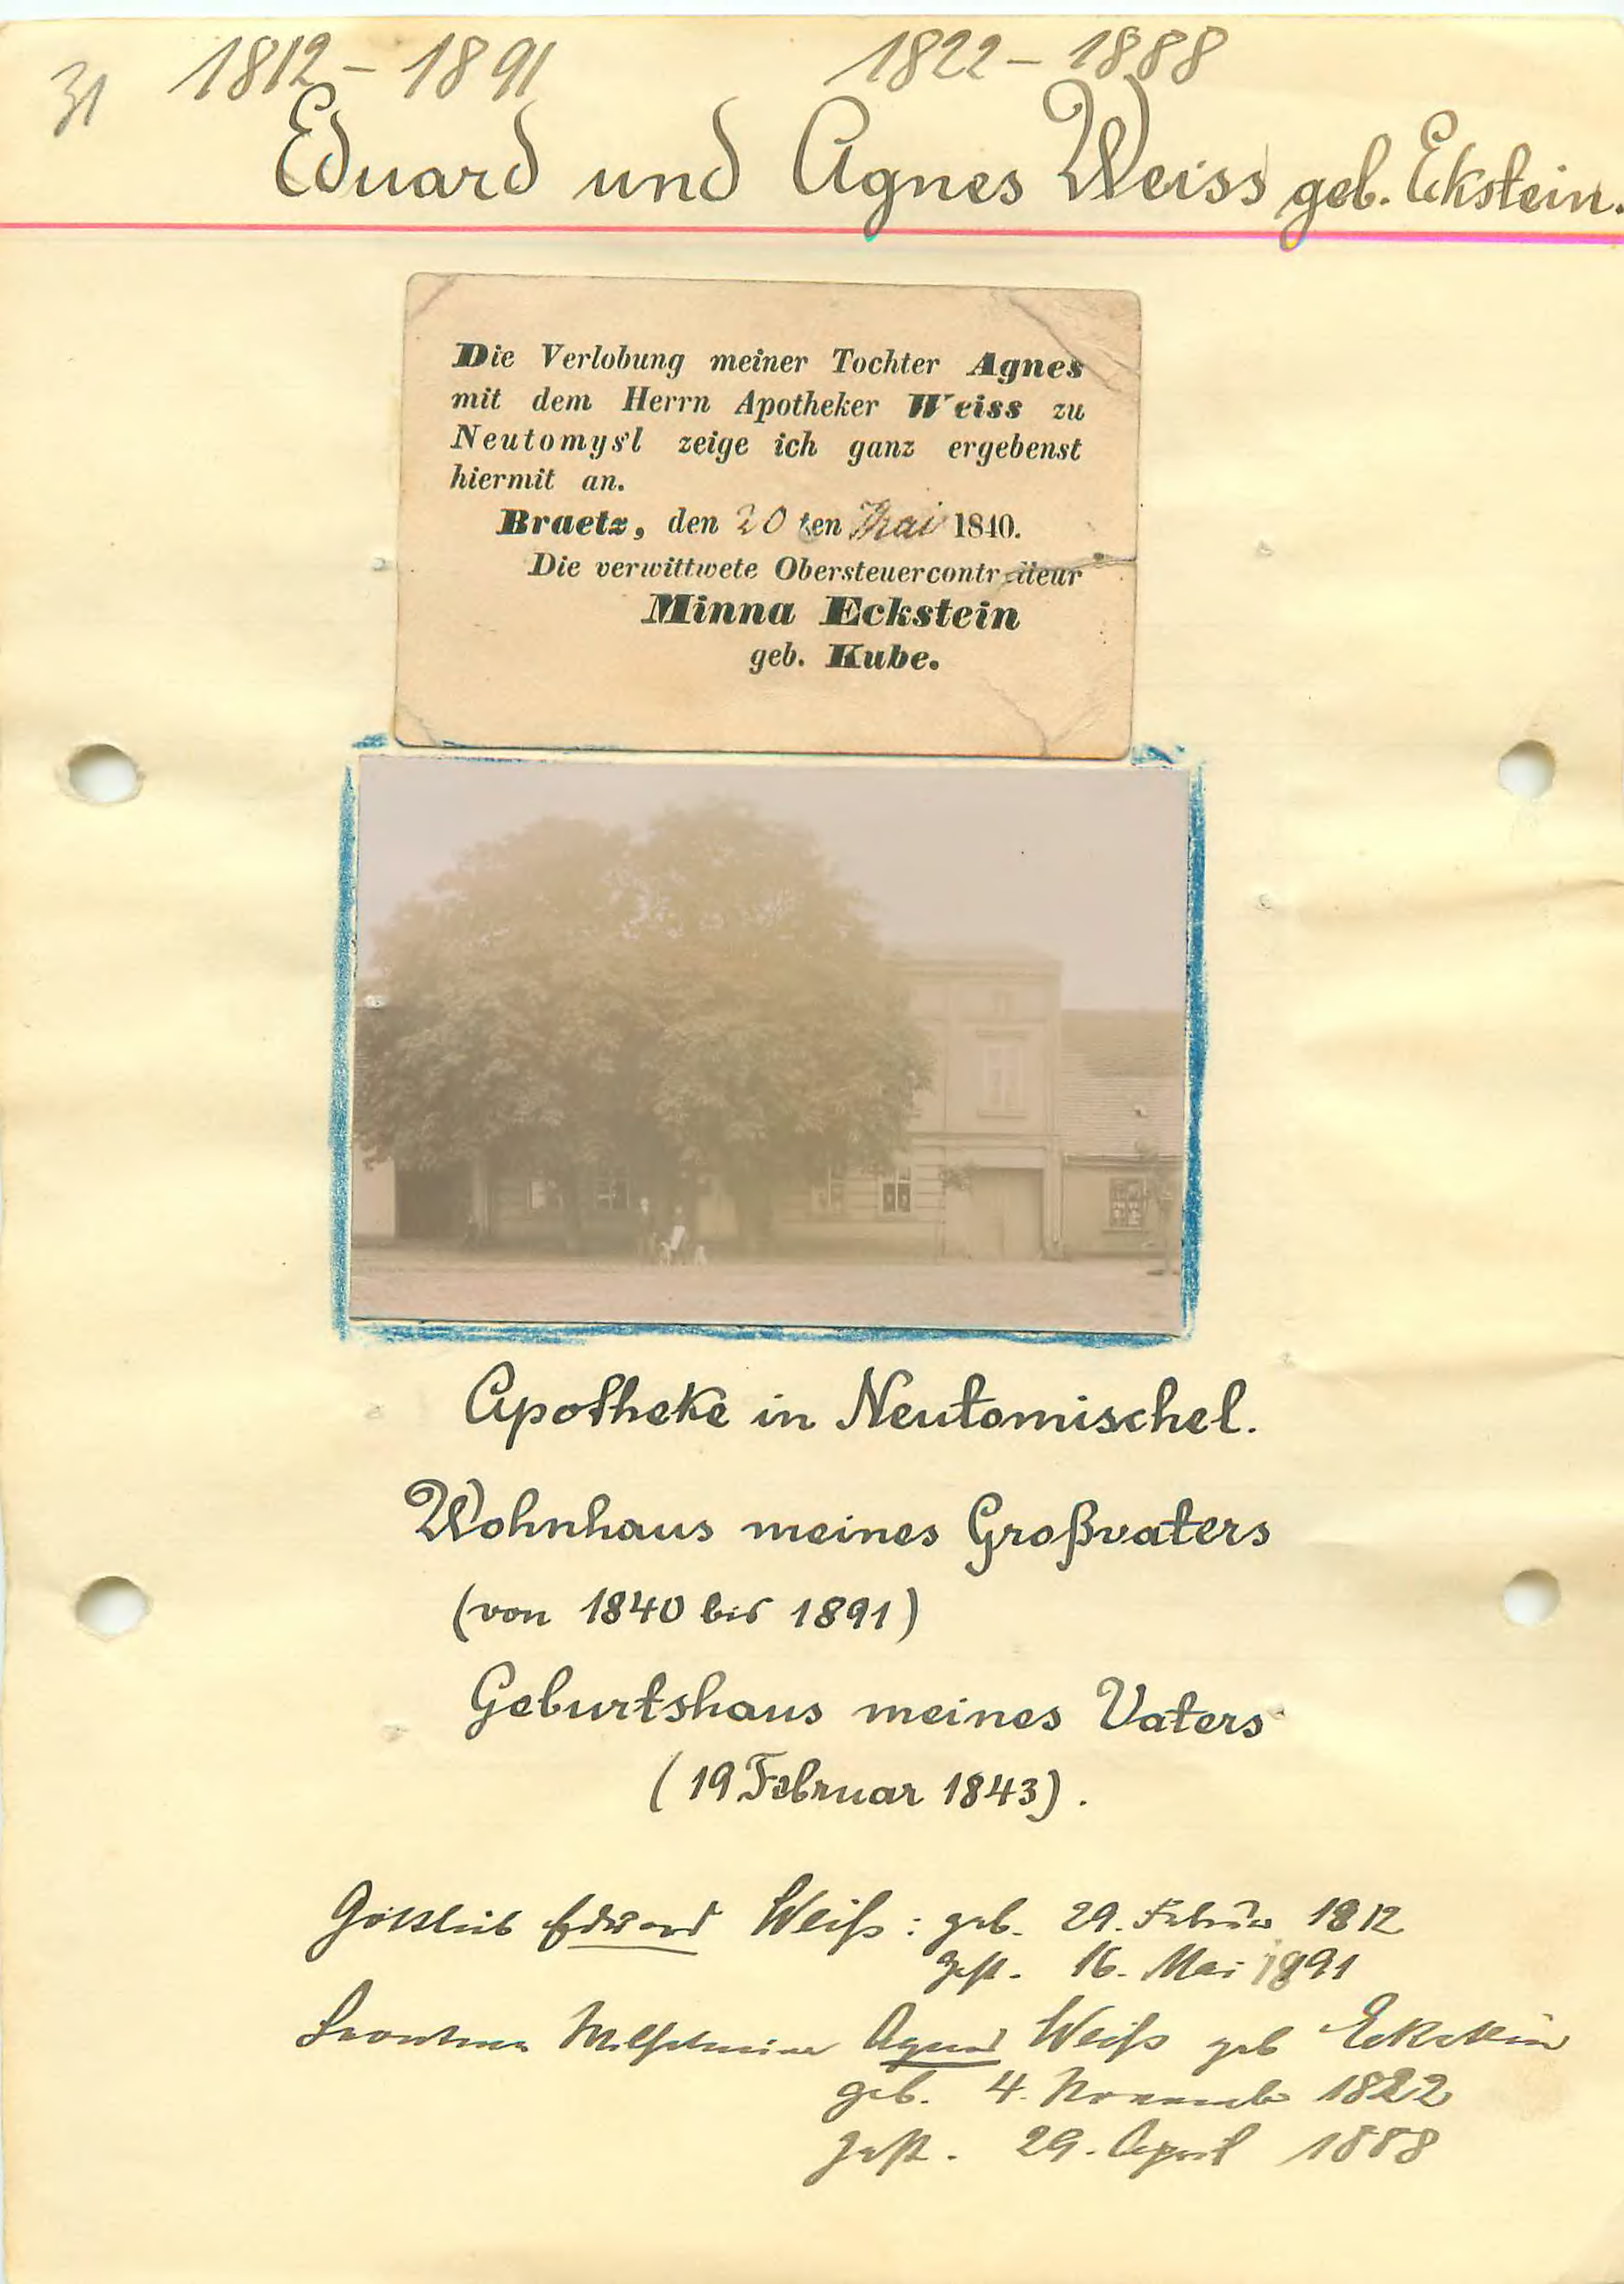 31 1812 – 1891 1822 – 1888
Eduard und Agnes Weiss geb. Eckstein.
Die Verlobung meiner Tochter Agnes
mit dem Herrn Apotheker Weiss zu
Neutomyśl zeige ich ganz ergebenst
hiermit an.
Braetz, den 20 ten Mai 1840.
Die verwittwete Obersteuercontrolleur
Minna Eckstein
geb. Kube.
Apotheke in Neutomischel.
Wohnhaus meines Großvaters
(von 1840 bis 1891)
Geburtshaus meines Vaters
(19 Februar 1843).
Gottlieb Eduard Weiß: geb. 29. Februar 1812
gest. 16. Mai 1891
Wilhelmine Agnes Weiß geb Eckstein
geb. 4. November 1822
gest. 29. April 1888